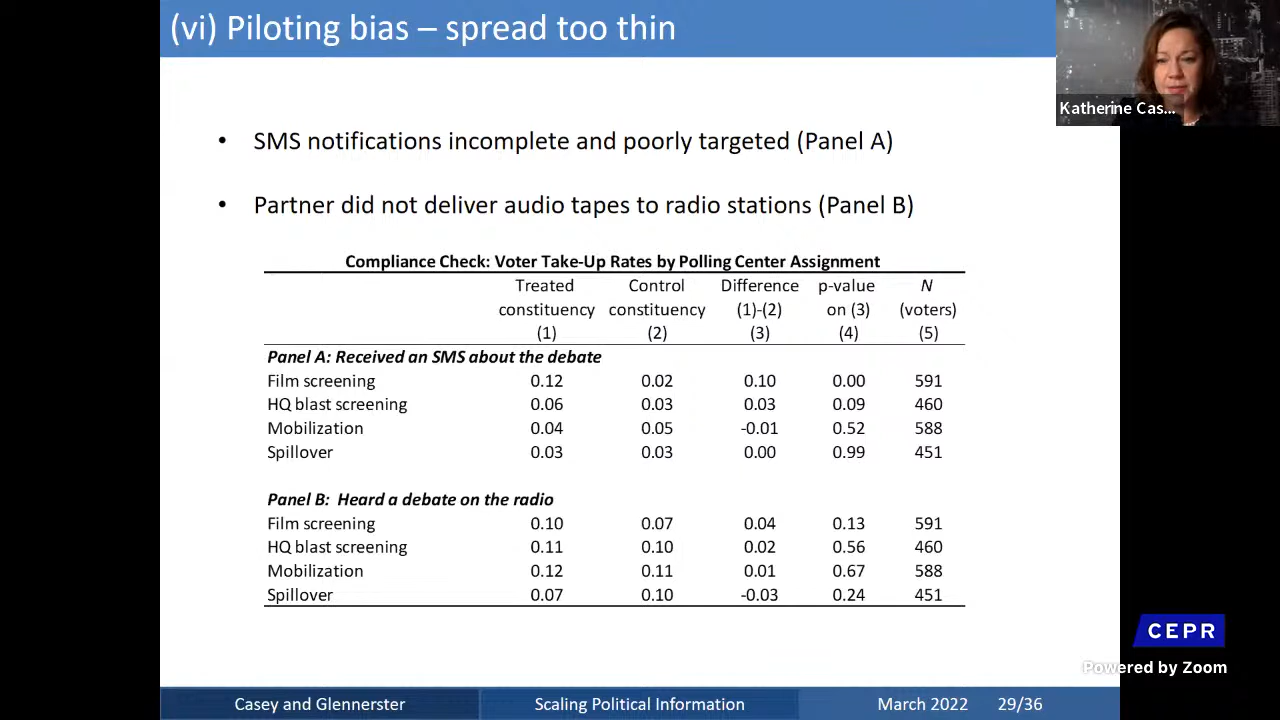 (vi) Piloting bias – spread too thin
Katherine Cas...
• SMS notifications incomplete and poorly targeted (Panel A)
• Partner did not deliver audio tapes to radio stations (Panel B)
Compliance Check: Voter Take-Up Rates by Polling Center Assignment
Treated Control Difference p-value N
constituency constituency (1)-(2) on (3) (voters)
(1) (2) (3) (4) (5)
Panel A: Received an SMS about the debate
Film screening 0.12 0.02 0.10 0.00 591
HQ blast screening 0.06 0.03 0.03 0.09 460
Mobilization 0.04 0.05 -0.01 0.52 588
Spillover 0.03 0.03 0.00 0.99 451
Panel B: Heard a debate on the radio
Film screening 0.10 0.07 0.04 0.13 591
HQ blast screening 0.11 0.10 0.02 0.56 460
Mobilization 0.12 0.11 0.01 0.67 588
Spillover 0.07 0.10 -0.03 0.24 451
CEPR
Powered by Zoom
Casey and Glennerster Scaling Political Information March 2022 29/36